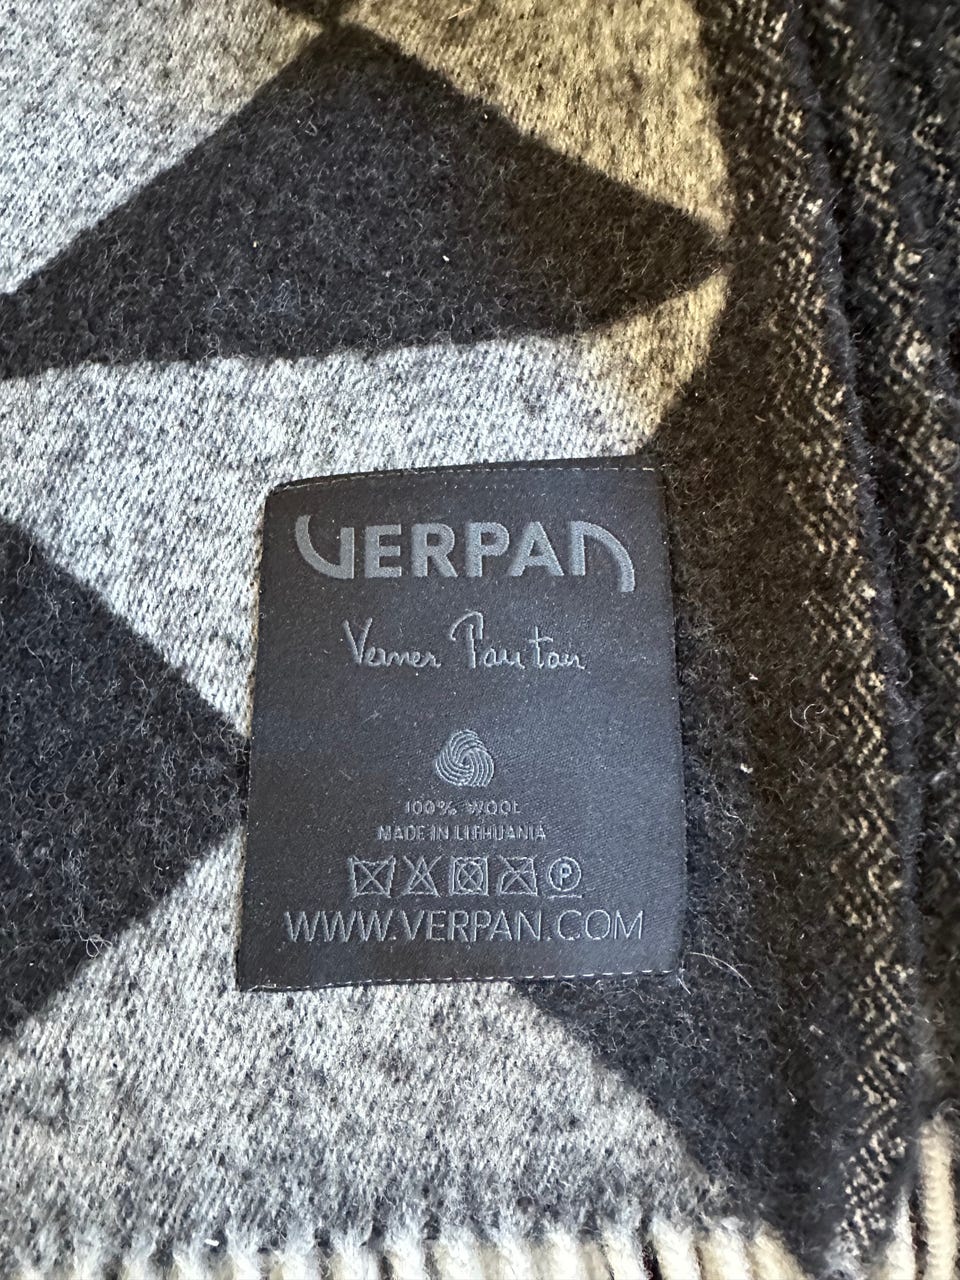 VERPAN
Verner Panton
100% WOOL
MADE IN LITHUANIA
P
WWW.VERPAN.COM